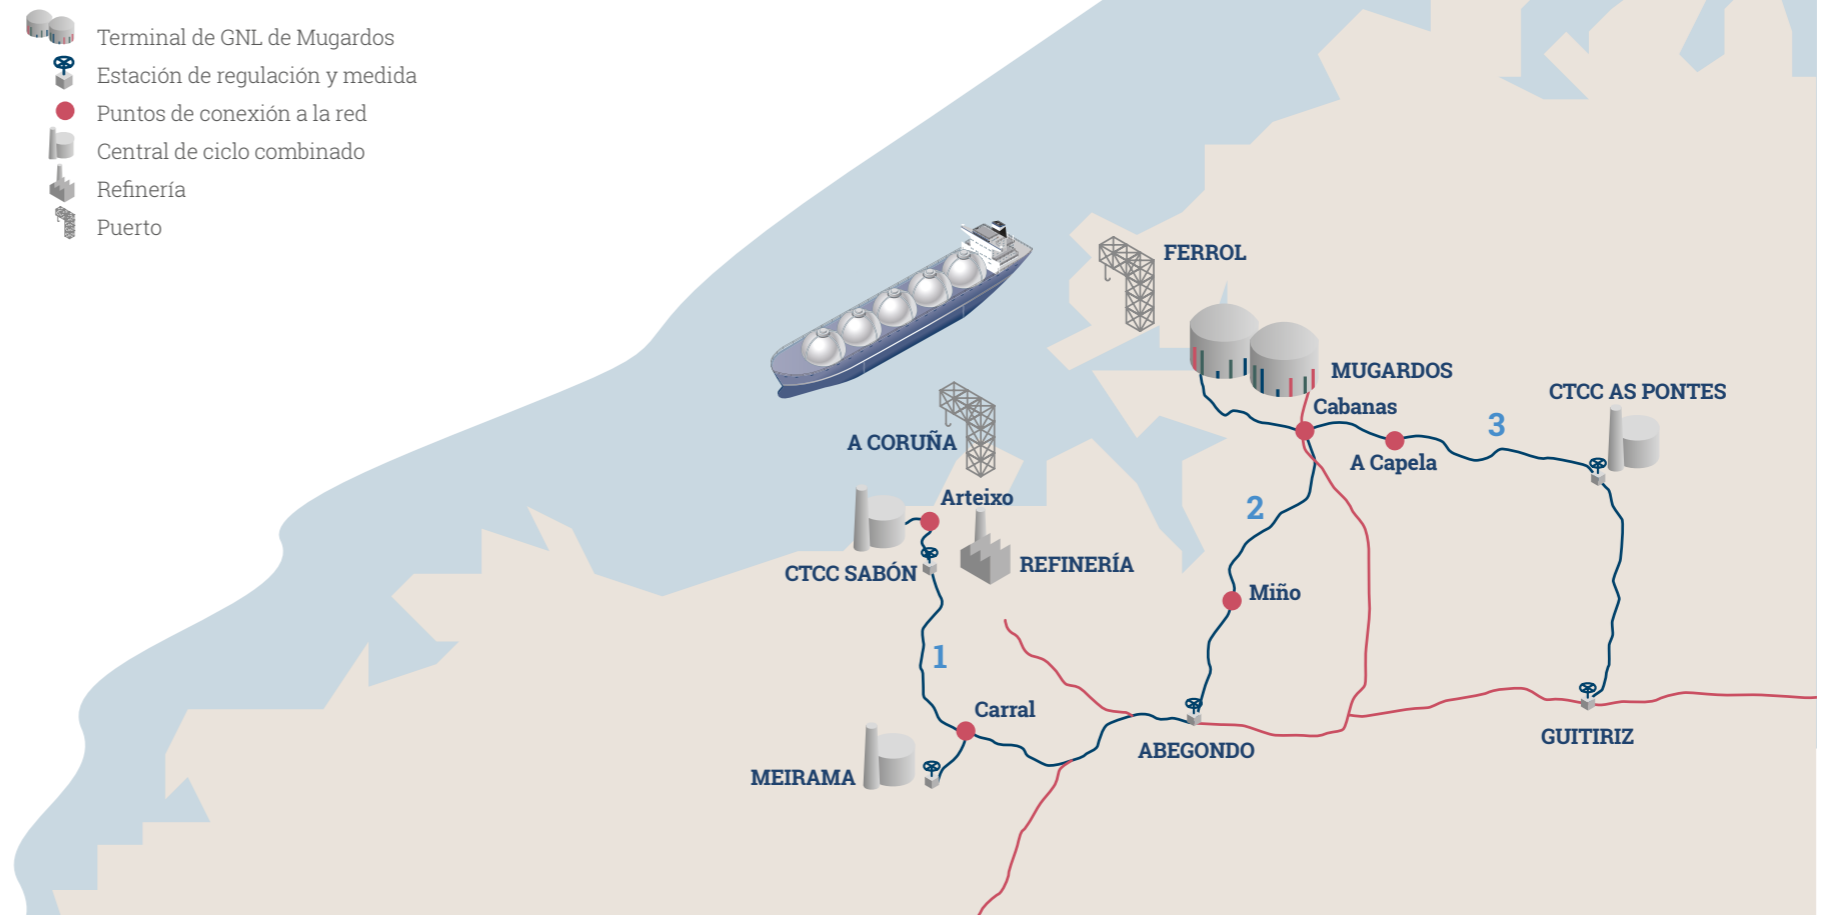 Terminal de GNL de Mugardos
Estación de regulación y medida
Puntos de conexión a la red
Central de ciclo combinado
Refinería
Puerto
FERROL
MUGARDOS
CTCC AS PONTES
Cabanas
3
A CORUÑA
A Capela
Arteixo
2
REFINERÍA
CTCC SABÓN
Miño
1
Carral
GUITIRIZ
ABEGONDO
MEIRAMA